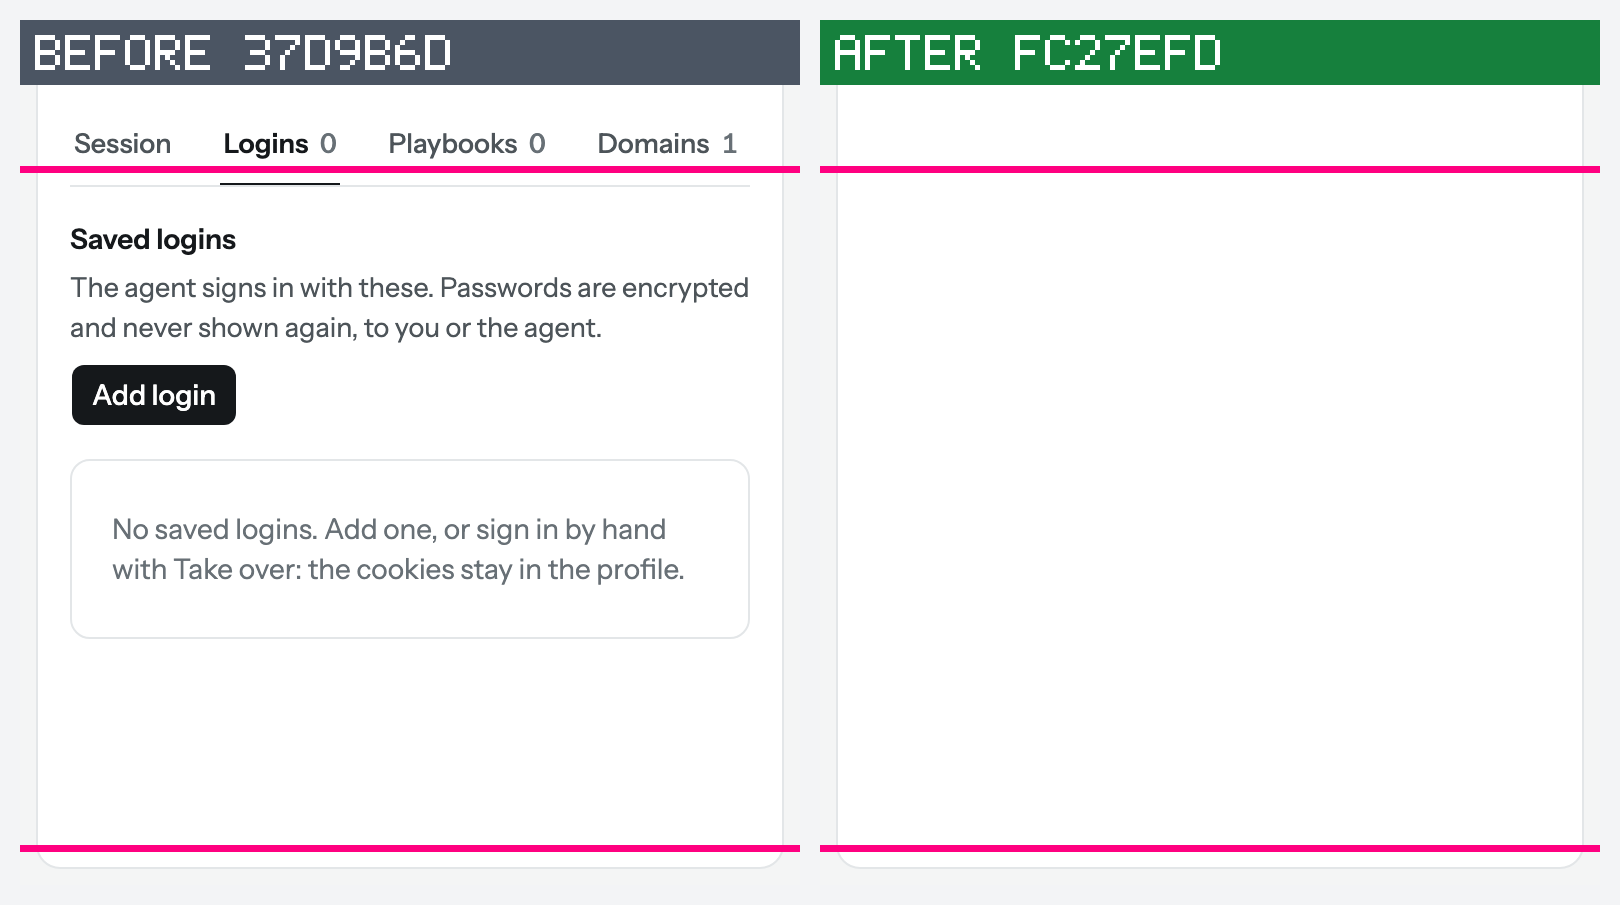 BEFORE 37D9B6D
Session Logins 0 Playbooks 0 Domains 1
Saved logins
The agent signs in with these. Passwords are encrypted
and never shown again, to you or the agent.
Add login
No saved logins. Add one, or sign in by hand
with Take over: the cookies stay in the profile.
AFTER FC27EFD